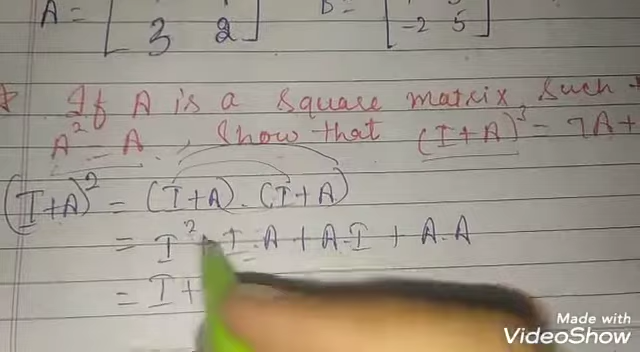 A = [
3 2 ]
B =
-2 5 ]
If A is a square matrix, such
A² = A, show that (I+A)³ = 7A +
(I+A)² = (I+A).(I+A)
= I² + I.A + A.I + A.A
= I +
Made with
VideoShow